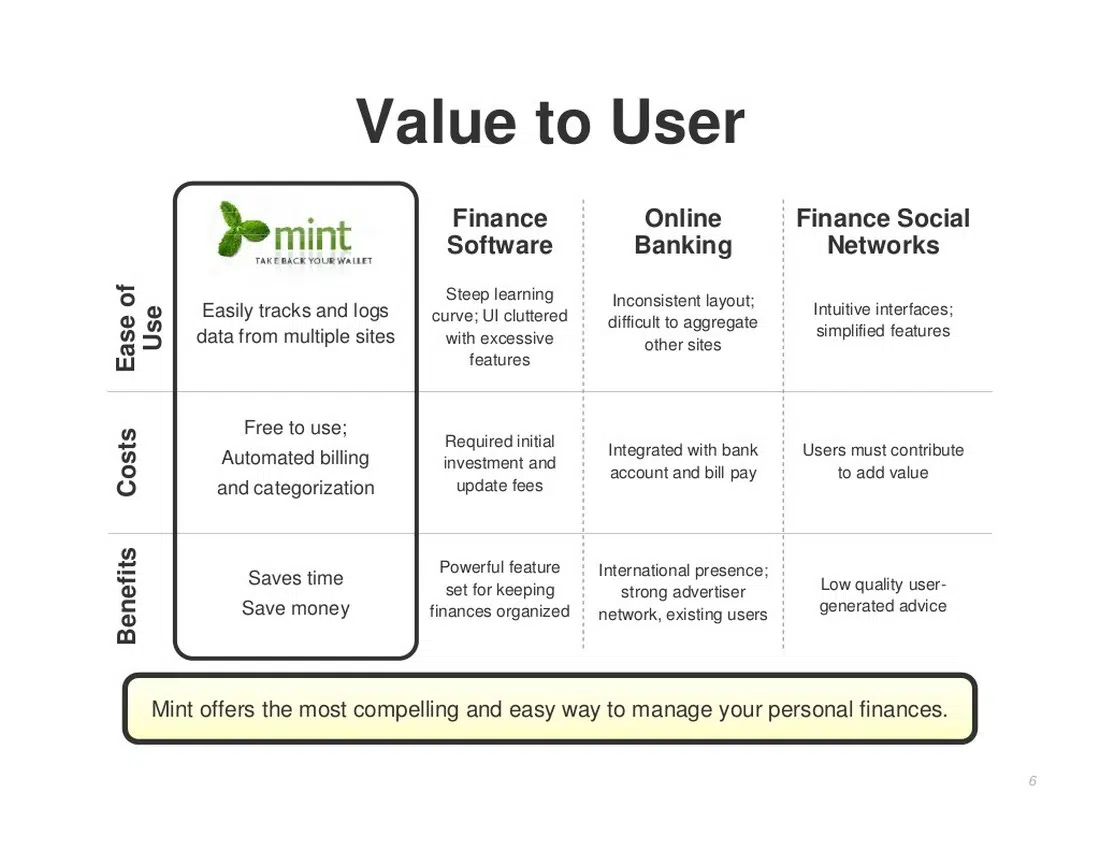 Value to User
mint
TAKE BACK YOUR WALLET
Finance
Software
Online
Banking
Finance Social
Networks
Ease of
Use
Easily tracks and logs
data from multiple sites
Steep learning
curve; UI cluttered
with excessive
features
Inconsistent layout;
difficult to aggregate
other sites
Intuitive interfaces;
simplified features
Costs
Free to use;
Automated billing
and categorization
Required initial
investment and
update fees
Integrated with bank
account and bill pay
Users must contribute
to add value
Benefits
Saves time
Save money
Powerful feature
set for keeping
finances organized
International presence;
strong advertiser
network, existing users
Low quality user-
generated advice
Mint offers the most compelling and easy way to manage your personal finances.
6